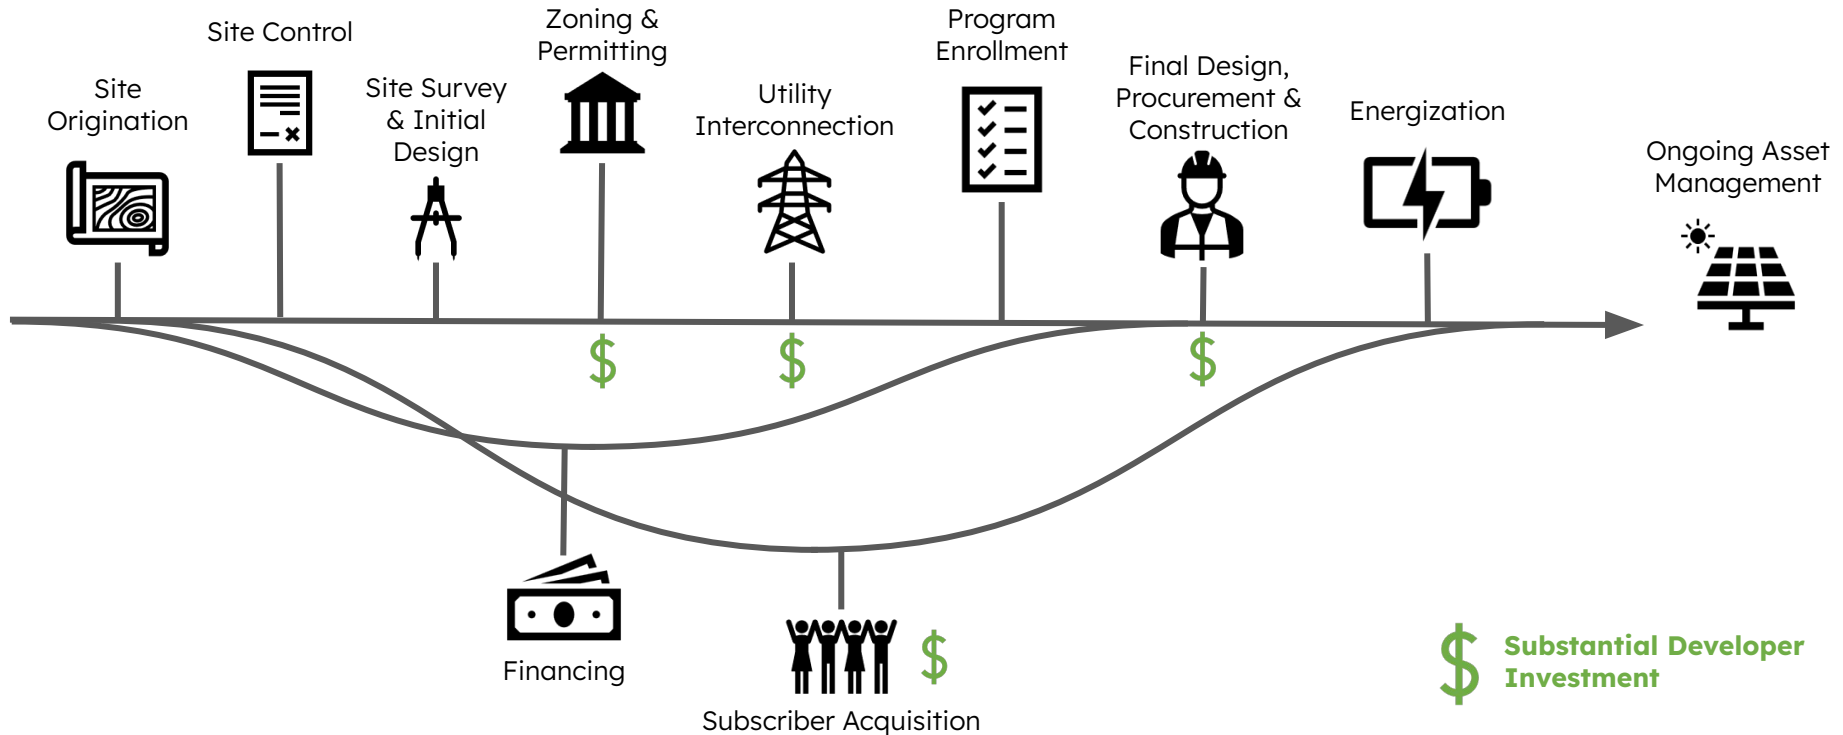 Site
Origination
Site Control
Site Survey
& Initial
Design
Zoning &
Permitting
Utility
Interconnection
Program
Enrollment
Final Design,
Procurement &
Construction
Energization
Ongoing Asset
Management
$
$
$
Financing
$
Subscriber Acquisition
$
Substantial Developer
Investment